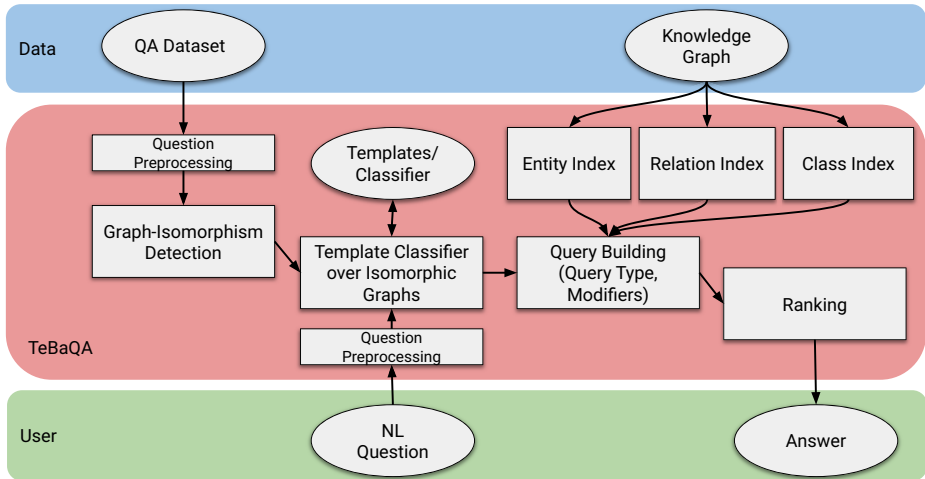 Data
QA Dataset
Knowledge
Graph
Question
Preprocessing
Templates/
Classifier
Entity Index
Relation Index
Class Index
Graph-Isomorphism
Detection
Template Classifier
over Isomorphic
Graphs
Query Building
(Query Type,
Modifiers)
Ranking
Question
Preprocessing
TeBaQA
User
NL
Question
Answer